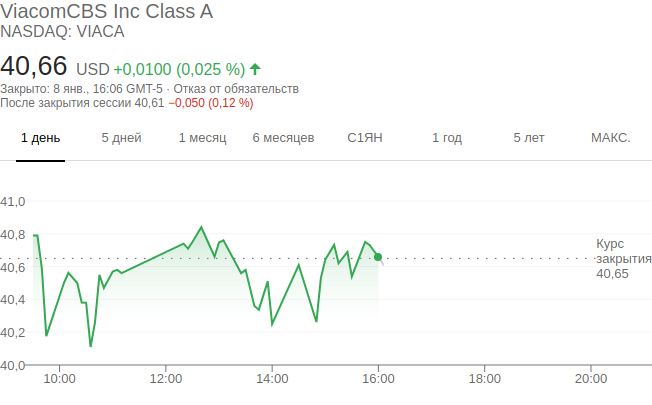 ViacomCBS Inc Class A
NASDAQ: VIACA
40,66 USD +0,0100 (0,025 %)
Закрыто: 8 янв., 16:06 GMT-5 · Отказ от обязательств
После закрытия сессии 40,61 −0,050 (0,12 %)
1 день 5 дней 1 месяц 6 месяцев С1ЯН 1 год 5 лет МАКС.
41,0
40,8
40,6
40,4
40,2
40,0
Курс
закрытия
40,65
10:00 12:00 14:00 16:00 18:00 20:00